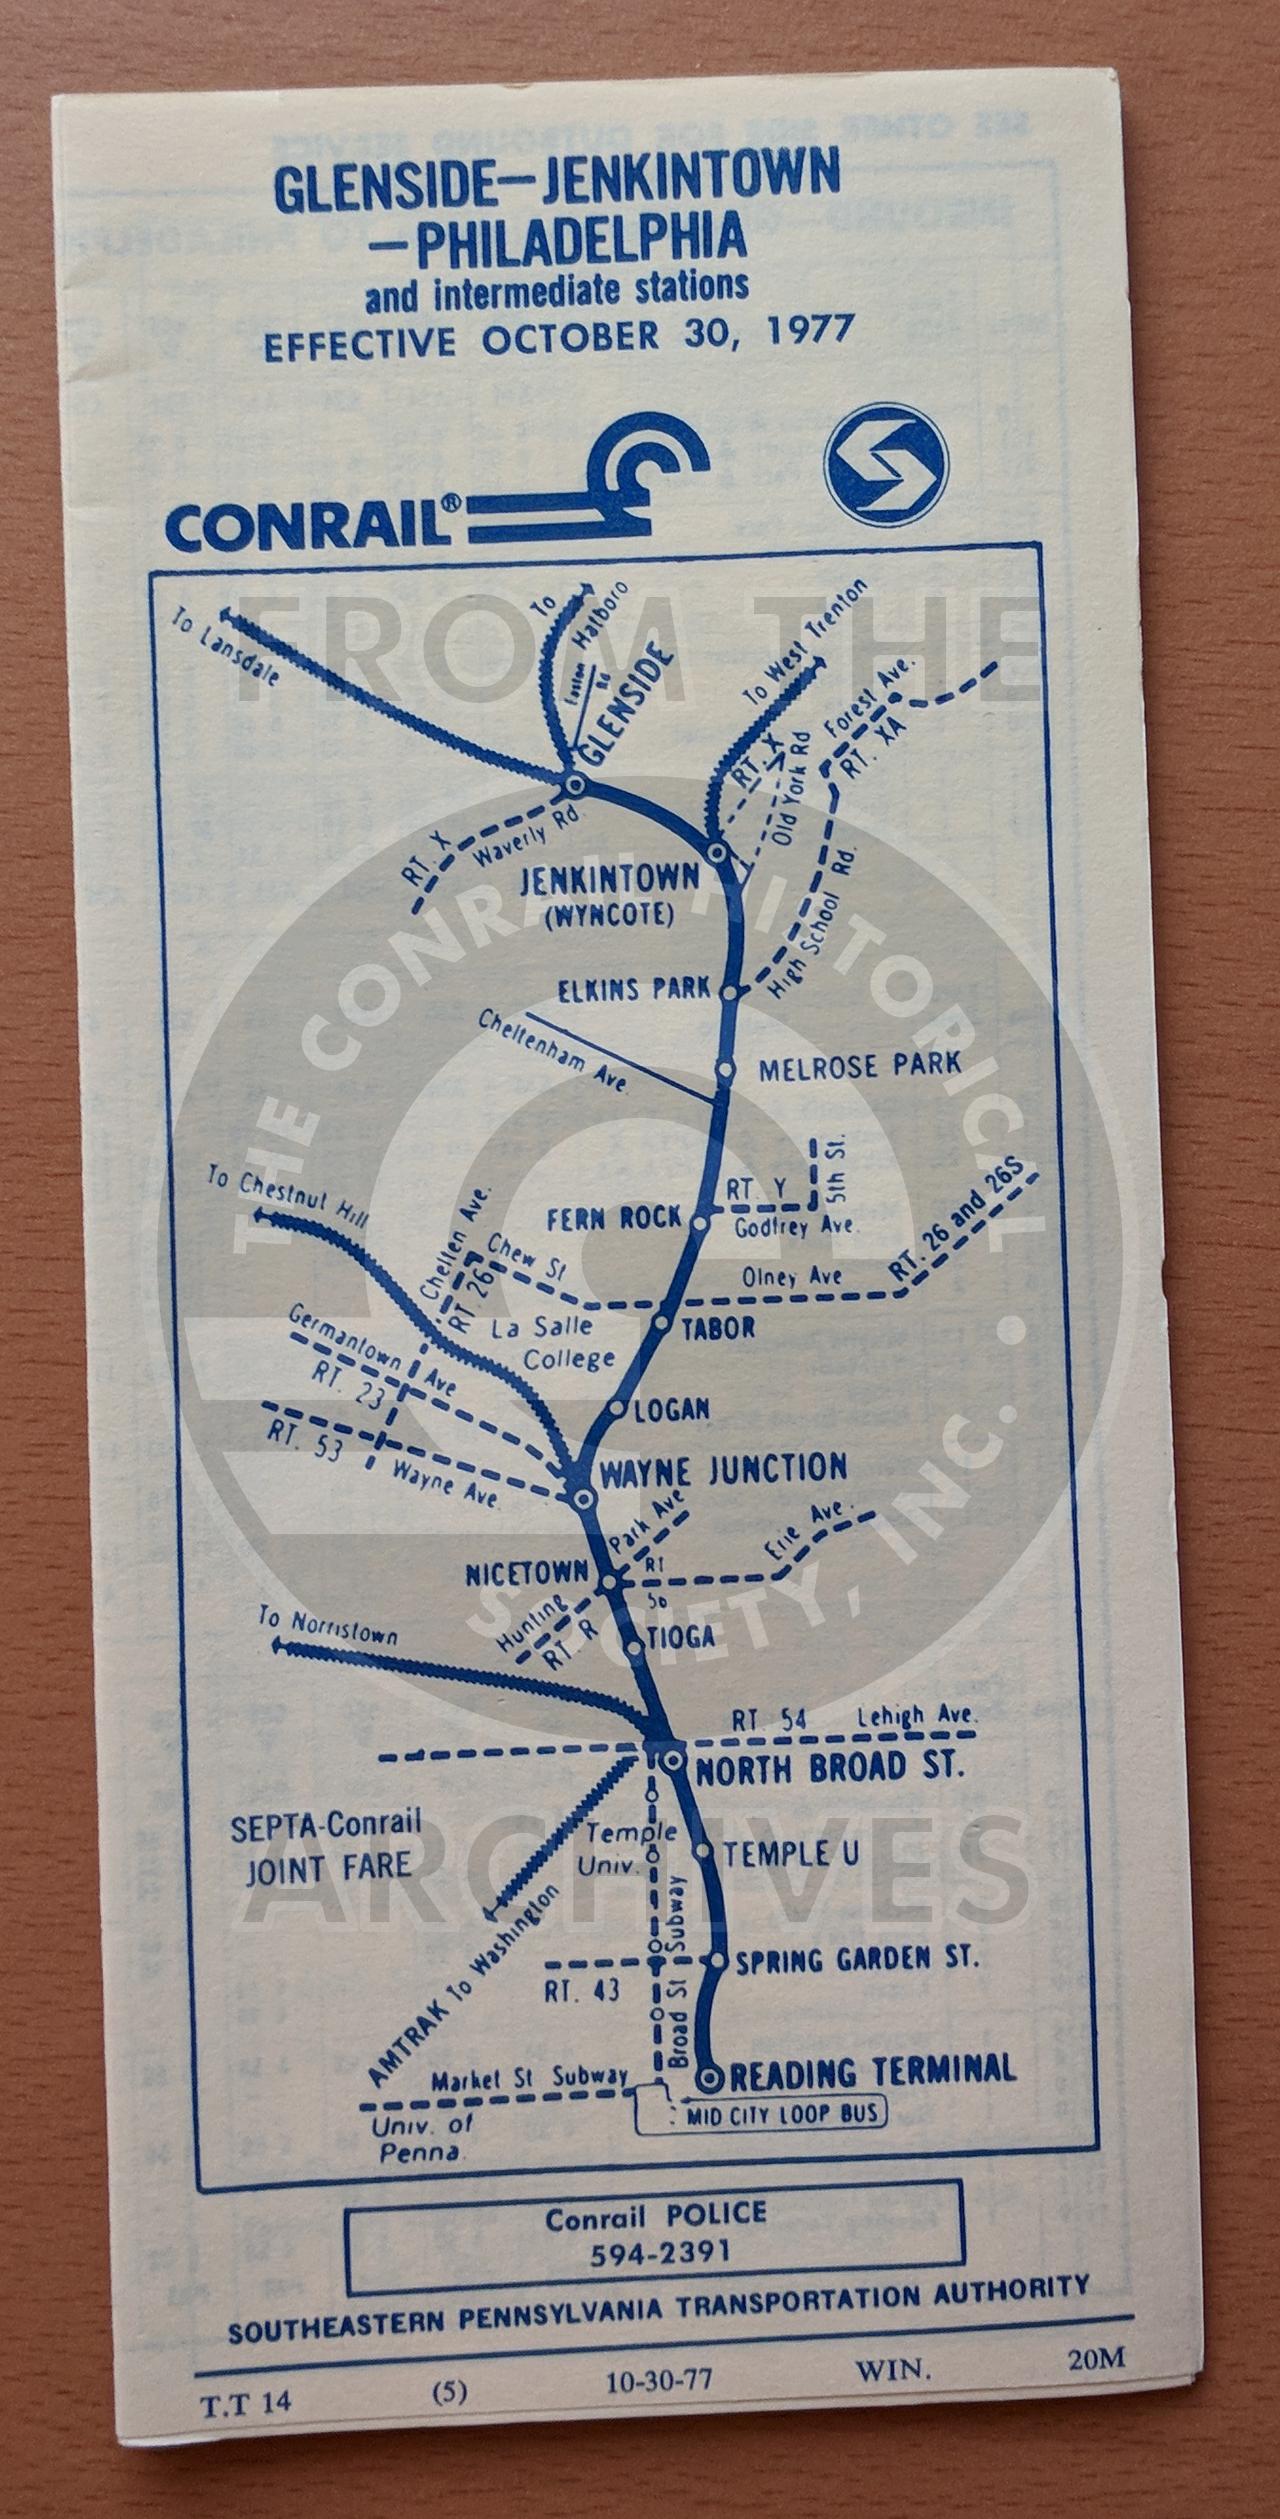 GLENSIDE—JENKINTOWN
—PHILADELPHIA
and intermediate stations
EFFECTIVE OCTOBER 30, 1977
CONRAIL®
To Lansdale
To Hatboro
Easton Rd
GLENSIDE
To West Trenton
Forest Ave.
RT. XA
RT. X
Old York Rd
RT. X
Waverly Rd.
JENKINTOWN
(WYNCOTE)
High School Rd.
ELKINS PARK
Cheltenham Ave.
MELROSE PARK
To Chestnut Hill
RT. Y
5th St.
FERN ROCK
Godfrey Ave.
Chelten Ave.
RT. 26
Chew St
Olney Ave
RT. 26 and 26S
TABOR
La Salle
College
Germantown Ave
RT. 23
LOGAN
RT. 53
Wayne Ave.
WAYNE JUNCTION
Park Ave
Erie Ave.
NICETOWN
RT
56
Hunting
RT. R
TIOGA
To Norristown
RT. 54 Lehigh Ave.
NORTH BROAD ST.
SEPTA-Conrail
JOINT FARE
Temple
Univ.
TEMPLE U
AMTRAK To Washington
Broad St Subway
SPRING GARDEN ST.
RT. 43
Market St Subway
READING TERMINAL
MID CITY LOOP BUS
Univ. of
Penna.
Conrail POLICE
594-2391
SOUTHEASTERN PENNSYLVANIA TRANSPORTATION AUTHORITY
T.T 14 (5) 10-30-77 WIN. 20M
FROM THE
THE CONRAIL HISTORICAL SOCIETY, INC.
ARCHIVES